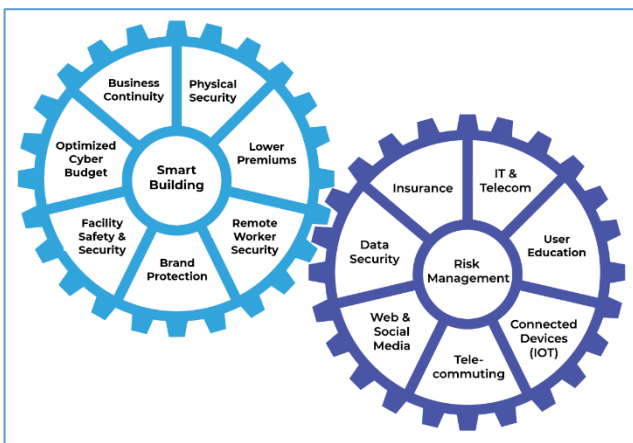 Business
Continuity
Physical
Security
Optimized
Cyber
Budget
Lower
Premiums
Smart
Building
Facility
Safety &
Security
Remote
Worker
Security
Brand
Protection
Insurance
IT &
Telecom
Data
Security
User
Education
Risk
Management
Web &
Social
Media
Connected
Devices
(IOT)
Tele-
commuting